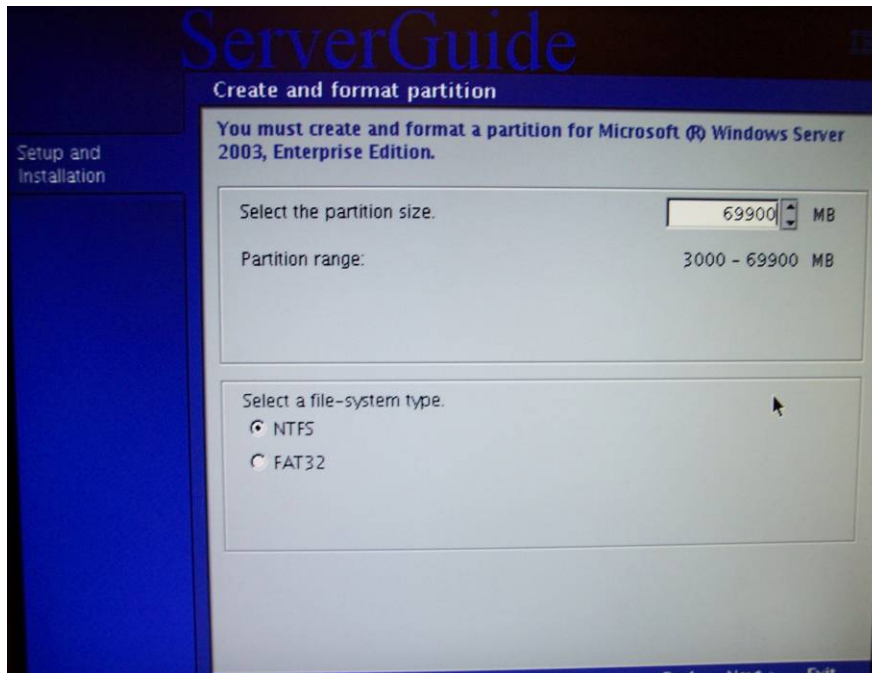 ServerGuide
Create and format partition
Setup and
Installation
You must create and format a partition for Microsoft (R) Windows Server
2003, Enterprise Edition.
Select the partition size.
69900 MB
Partition range:
3000 - 69900 MB
Select a file-system type.
NTFS
FAT32
Exit